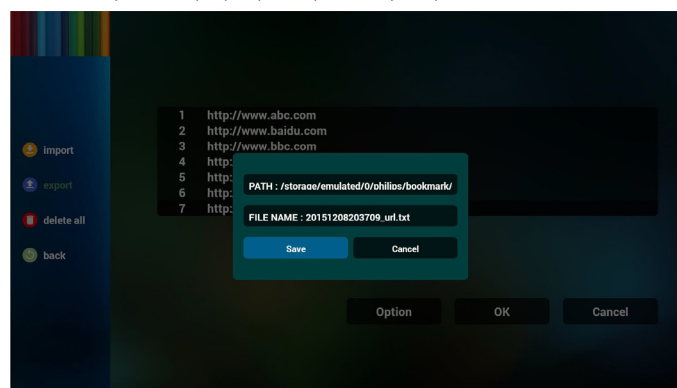 import
export
delete all
back
1 http://www.abc.com
2 http://www.baidu.com
3 http://www.bbc.com
4 http:
5 http:
6 http:
7 http:
PATH : /storage/emulated/0/philips/bookmark/
FILE NAME : 20151208203709_url.txt
Save Cancel
Option OK Cancel